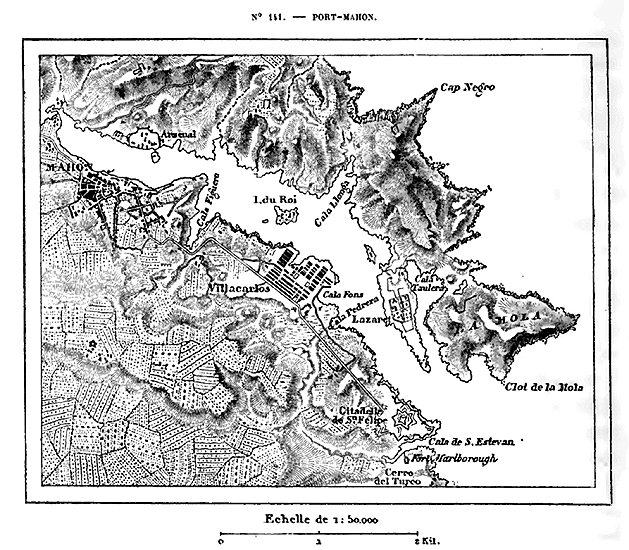 Nº 141. — PORT-MAHON.
Cap Negro
Arsenal
MAHON
Cala Figuera
I. du Roi
Cala Llonga
Villacarlos
Cala Fons
Cala Pedrera
Lazaret
Cala
Taulera
LA MOLA
Clot de la Mola
Citadelle
de Sn. Felipe
Cala de S. Estevan
Fort Marlborough
Cerro
del Turco
Echelle de 1 : 50.000
0 1 2 Kil.